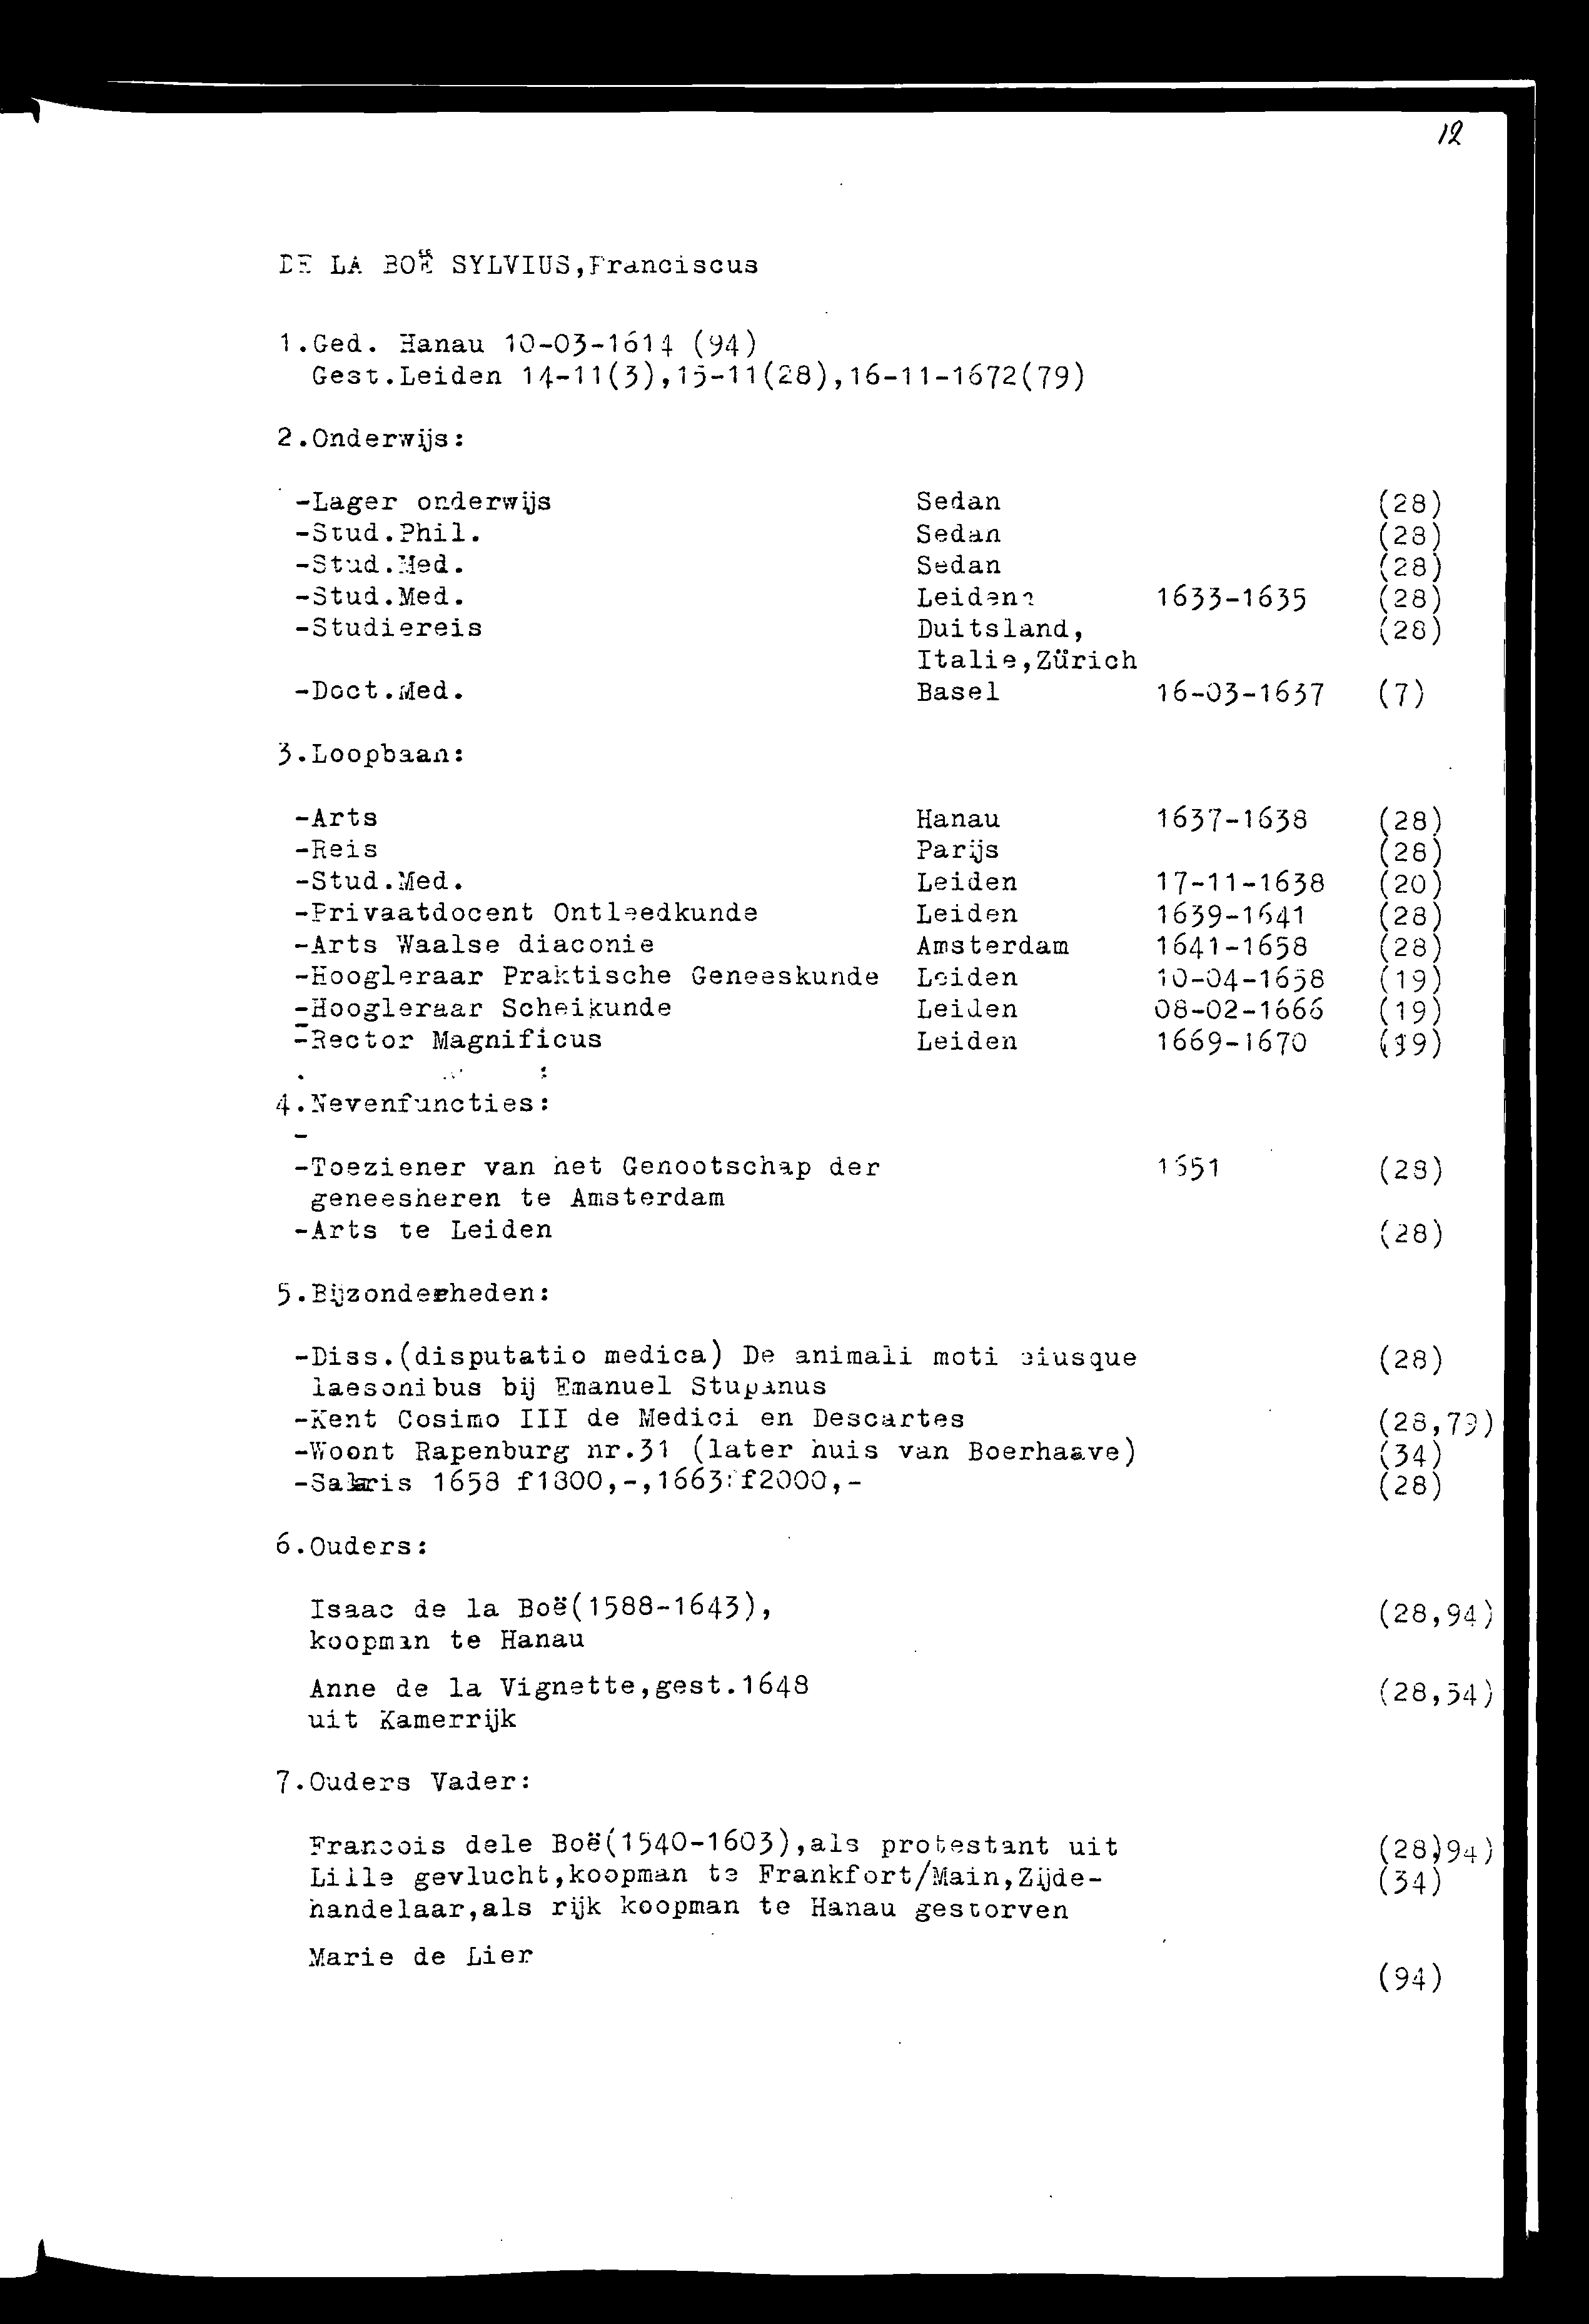 12
DE LA BOË SYLVIUS,Franciscus
1.Ged. Hanau 10-03-1614 (94)
Gest.Leiden 14-11(3),15-11(28),16-11-1672(79)
2.Onderwijs:
-Lager onderwijs Sedan (28)
-Stud.Phil. Sedan (28)
-Stud.Med. Sedan (28)
-Stud.Med. Leiden? 1633-1635 (28)
-Studiereis Duitsland, (28)
Italie,Zürich
-Doct.Med. Basel 16-03-1637 (7)
3.Loopbaan:
-Arts Hanau 1637-1638 (28)
-Reis Parijs (28)
-Stud.Med. Leiden 17-11-1638 (20)
-Privaatdocent Ontleedkunde Leiden 1639-1641 (28)
-Arts Waalse diaconie Amsterdam 1641-1658 (28)
-Hoogleraar Praktische Geneeskunde Leiden 10-04-1658 (19)
-Hoogleraar Scheikunde Leiden 08-02-1666 (19)
-Rector Magnificus Leiden 1669-1670 (19)
4.Nevenfuncties:
-
-Toeziener van het Genootschap der 1651 (28)
geneesheren te Amsterdam
-Arts te Leiden (28)
5.Bijzonderheden:
-Diss.(disputatio medica) De animali moti eiusque (28)
laesonibus bij Emanuel Stupanus
-Kent Cosimo III de Medici en Descartes (28,79)
-Woont Rapenburg nr.31 (later huis van Boerhaave) (34)
-Salaris 1658 f1800,-,1663:f2000,- (28)
6.Ouders:
Isaac de la Boë(1588-1643), (28,94)
koopman te Hanau
Anne de la Vignette,gest.1648 (28,34)
uit Kamerrijk
7.Ouders Vader:
Francois dele Boë(1540-1603),als protestant uit (28)94)
Lille gevlucht,koopman te Frankfort/Main,Zijde- (34)
handelaar,als rijk koopman te Hanau gestorven
Marie de Lier
(94)